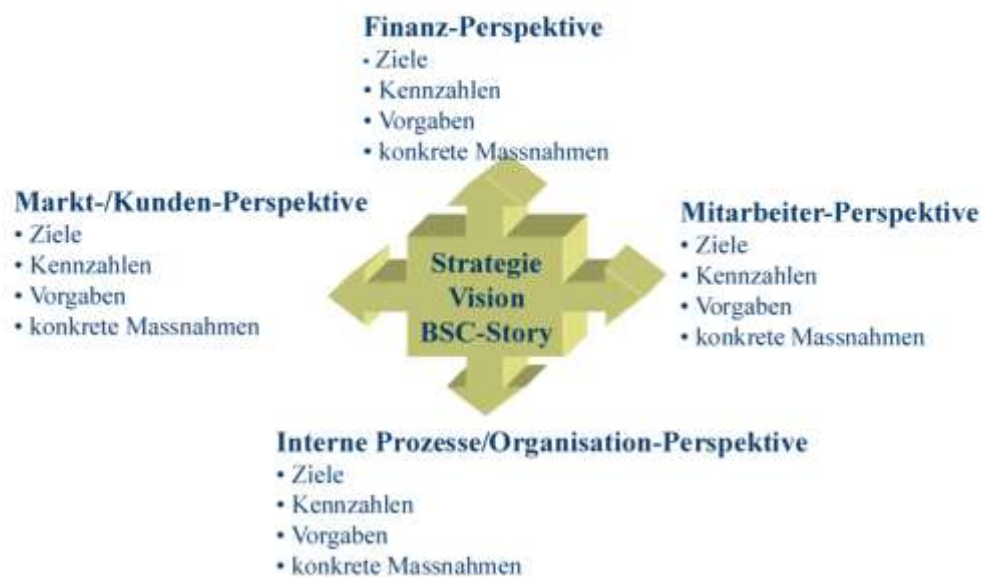 Finanz-Perspektive
• Ziele
• Kennzahlen
• Vorgaben
• konkrete Massnahmen
Markt-/Kunden-Perspektive
• Ziele
• Kennzahlen
• Vorgaben
• konkrete Massnahmen
Strategie
Vision
BSC-Story
Mitarbeiter-Perspektive
• Ziele
• Kennzahlen
• Vorgaben
• konkrete Massnahmen
Interne Prozesse/Organisation-Perspektive
• Ziele
• Kennzahlen
• Vorgaben
• konkrete Massnahmen